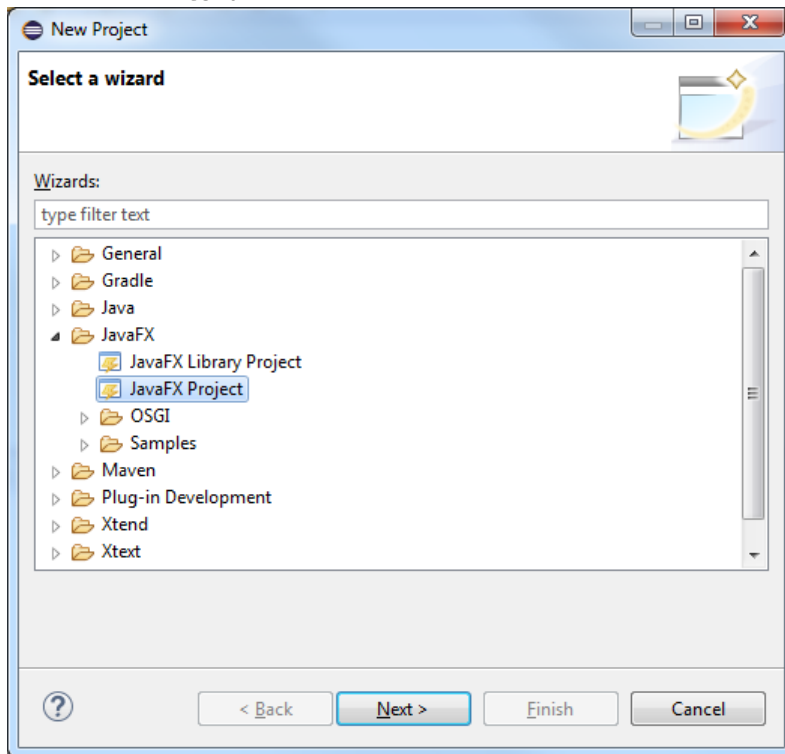 New Project
Select a wizard
Wizards:
type filter text
General
Gradle
Java
JavaFX
JavaFX Library Project
JavaFX Project
OSGI
Samples
Maven
Plug-in Development
Xtend
Xtext
?
< Back
Next >
Finish
Cancel